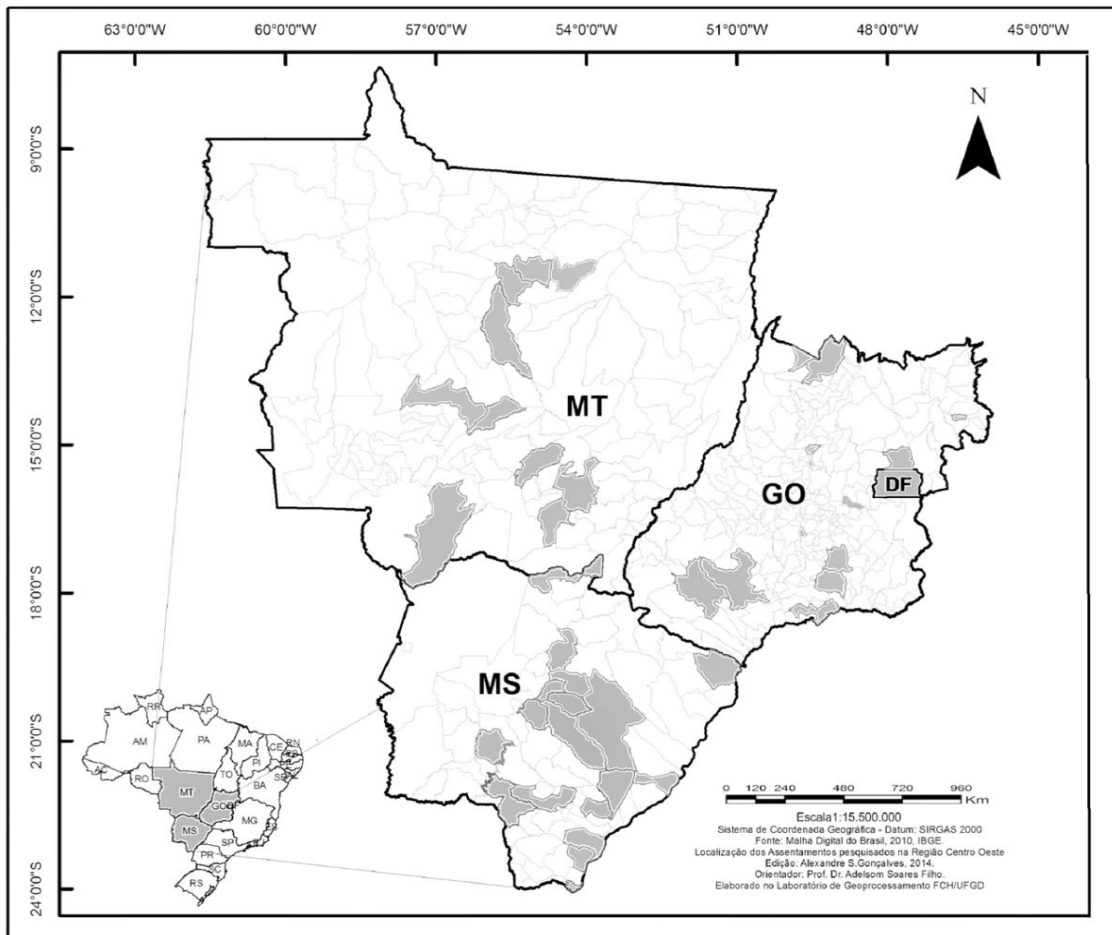 63°0'0"W 60°0'0"W 57°0'0"W 54°0'0"W 51°0'0"W 48°0'0"W 45°0'0"W
N
9°0'0"S
12°0'0"S
15°0'0"S
18°0'0"S
21°0'0"S
24°0'0"S
MT
GO
DF
MS
RR
AP
AM
PA
MA
CE
RN
PI
AC
RO
TO
SE
BA
MT
GO
MG
MS
ES
SP
PR
SC
RS
0 120 240 480 720 960
Km
Escala1:15.500.000
Sistema de Coordenada Geográfica - Datum: SIRGAS 2000
Fonte: Malha Digital do Brasil, 2010, IBGE.
Localização dos Assentamentos pesquisados na Região Centro Oeste
Edição: Alexandre S.Gonçalves, 2014.
Orientador: Prof. Dr. Adelsom Soares Filho.
Elaborado no Laboratório de Geoprocessamento FCH/UFGD